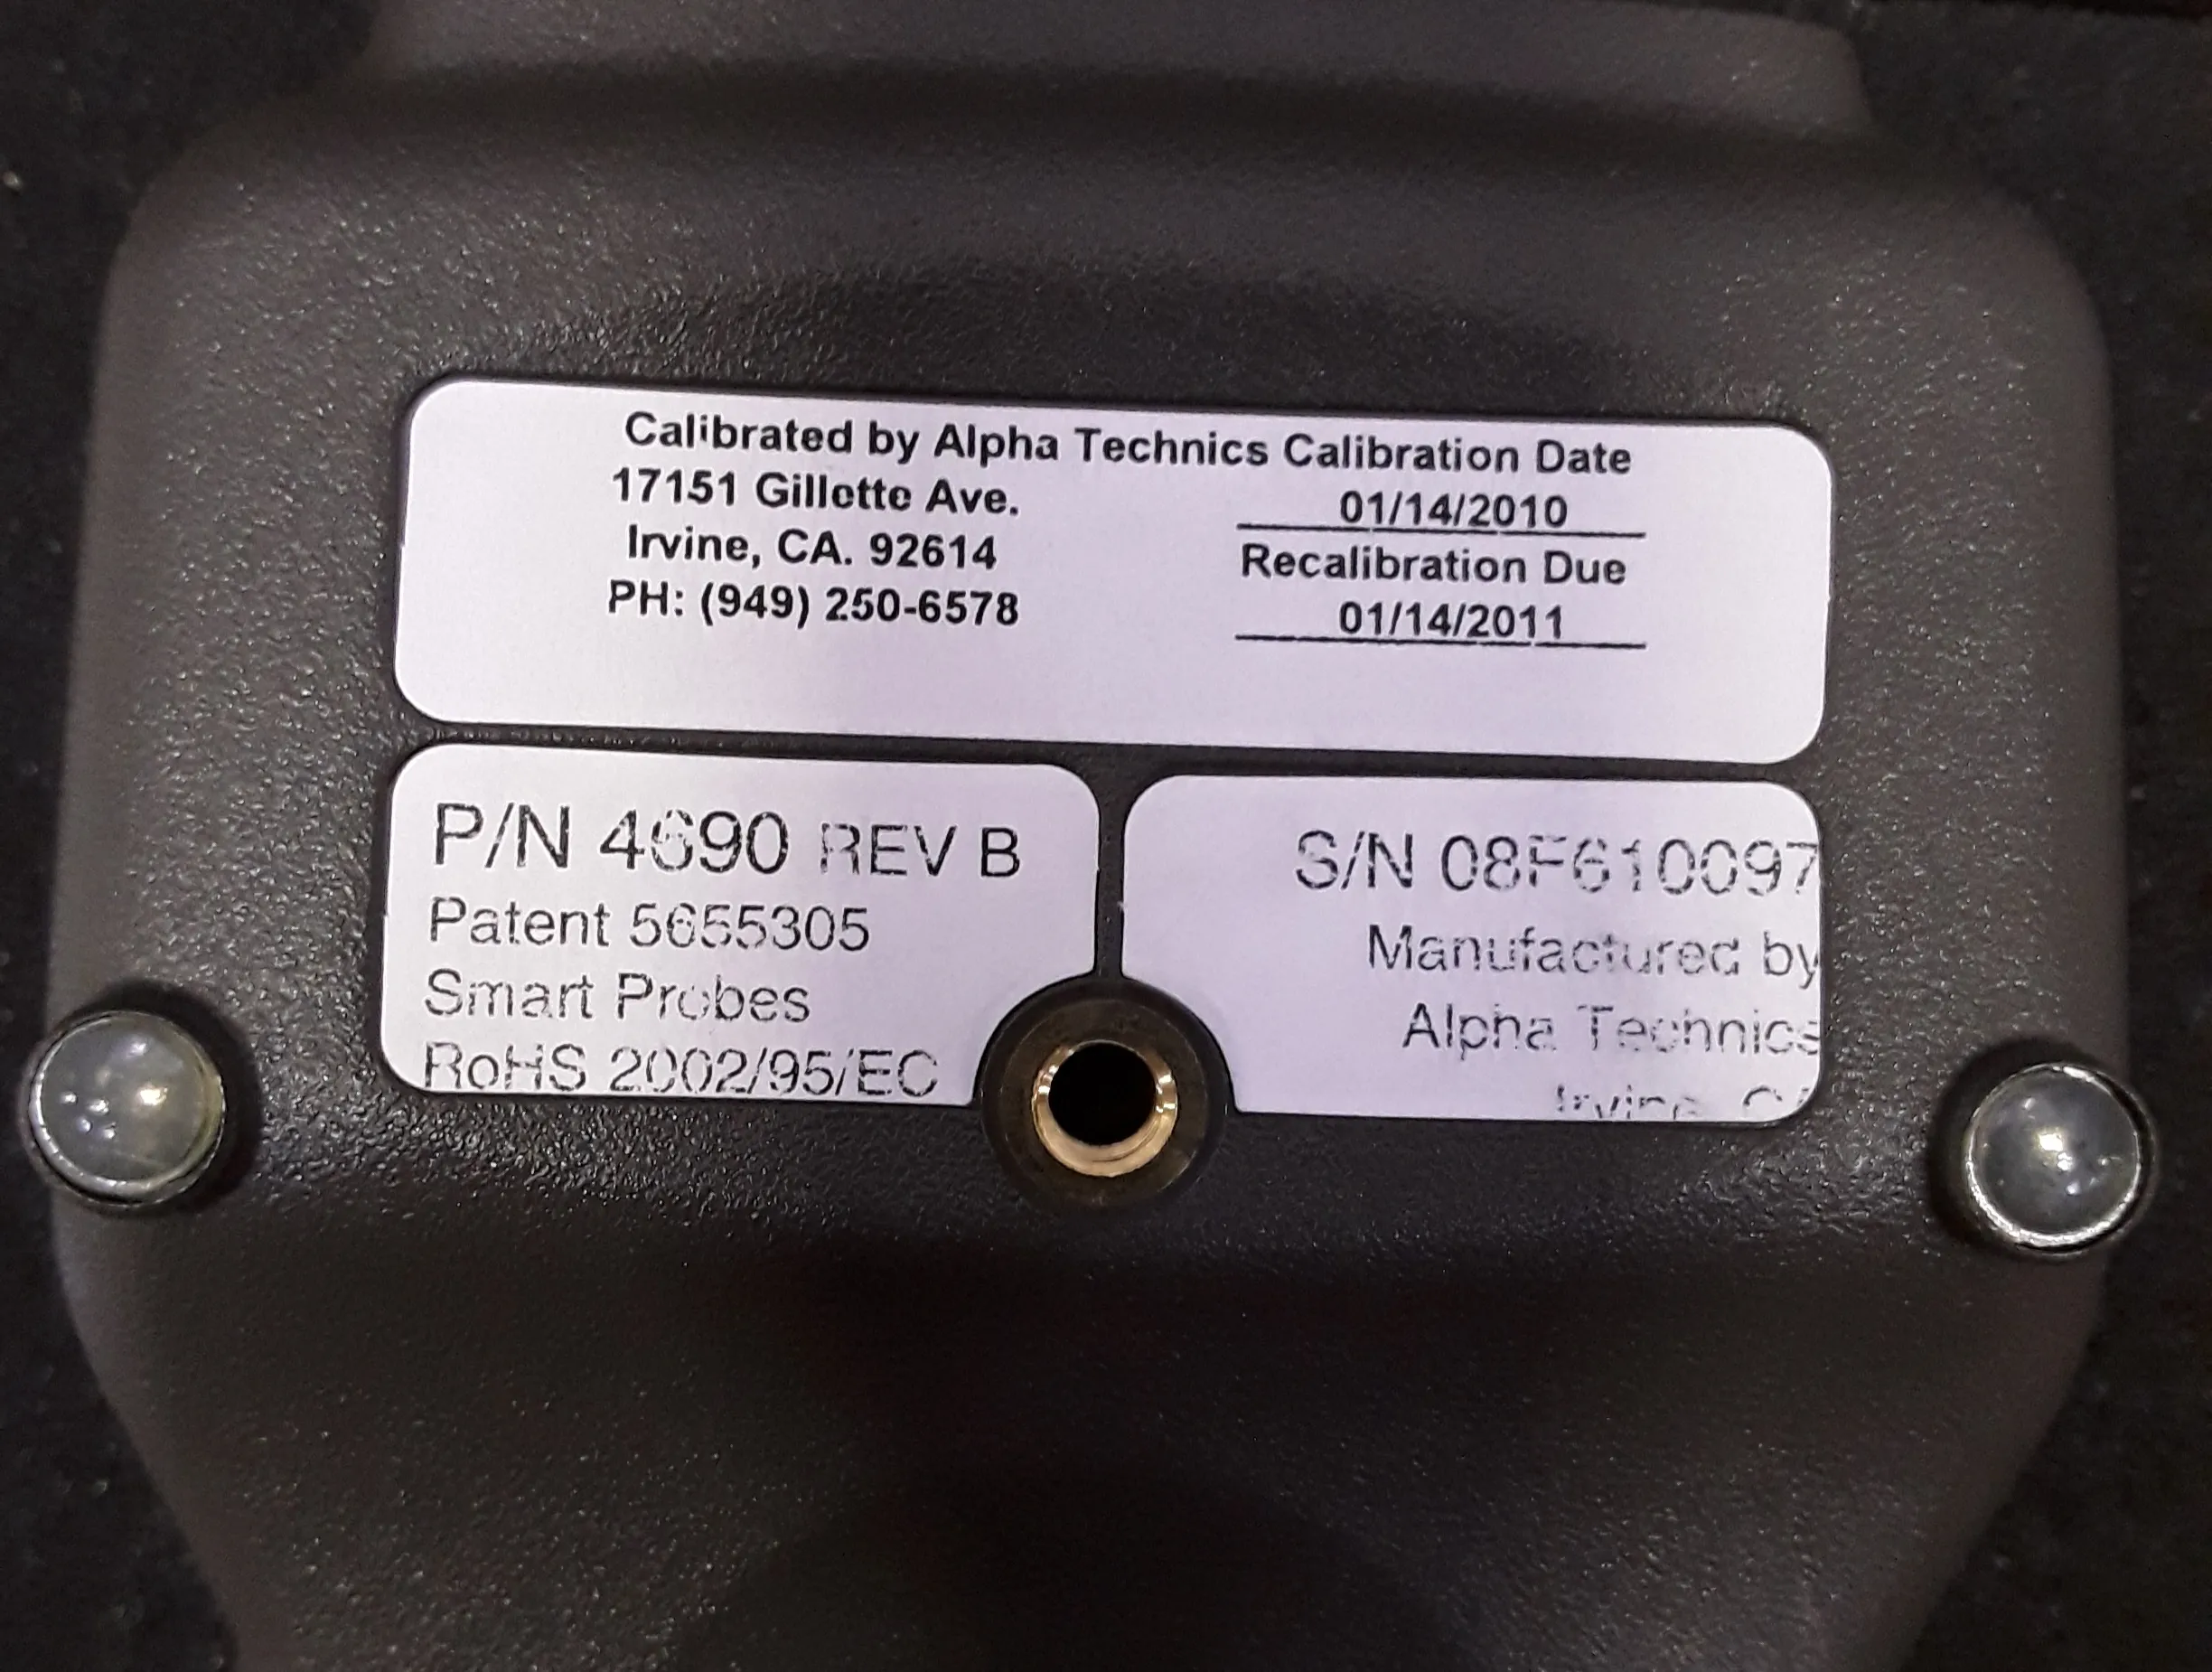 Calibrated by Alpha Technics Calibration Date
17151 Gillette Ave.
01/14/2010
Irvine, CA. 92614
Recalibration Due
PH: (949) 250-6578
01/14/2011
P/N 4690 REV B
Patent 5655305
Smart Probes
RoHS 2002/95/EC
S/N 08F610097
Manufactured by
Alpha Technics
Irvine